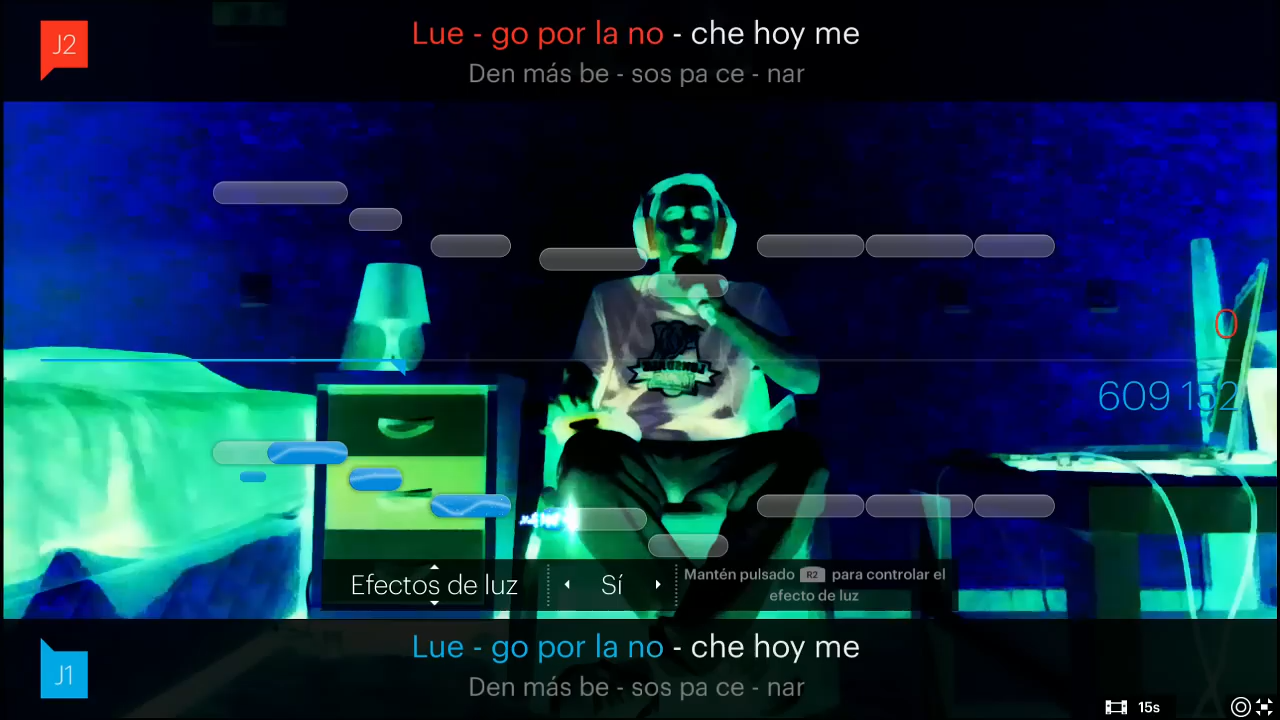 J2
Lue - go por la no - che hoy me
Den más be - sos pa ce - nar
0
609 152
Efectos de luz
Sí
Mantén pulsado R2 para controlar el
efecto de luz
J1
Lue - go por la no - che hoy me
Den más be - sos pa ce - nar
15s